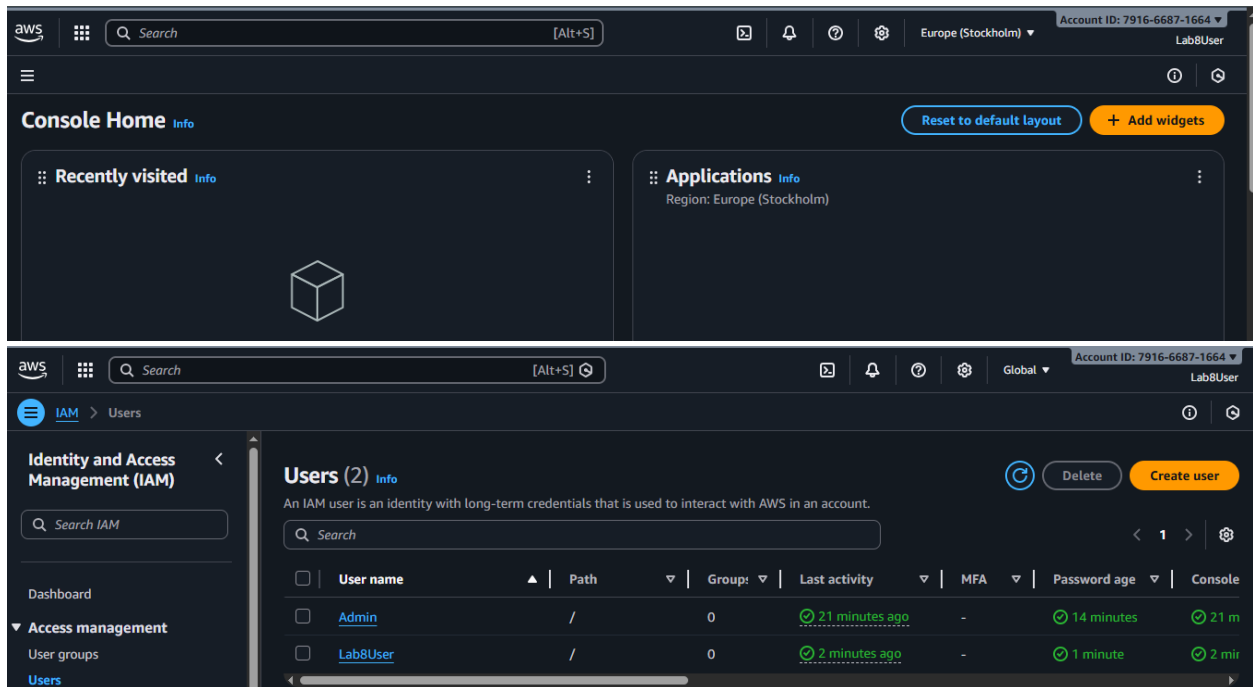 aws Search [Alt+S] Europe (Stockholm) Account ID: 7916-6687-1664
Lab8User
Console Home Info Reset to default layout + Add widgets
Recently visited Info Applications Info
Region: Europe (Stockholm)
aws Search [Alt+S] Global Account ID: 7916-6687-1664
Lab8User
IAM > Users
Identity and Access Management (IAM)
Search IAM
Dashboard
Access management
User groups
Users
Users (2) Info Delete Create user
An IAM user is an identity with long-term credentials that is used to interact with AWS in an account.
Search 1
User name Path Group: Last activity MFA Password age Console
Admin / 0 21 minutes ago - 14 minutes 21 m
Lab8User / 0 2 minutes ago - 1 minute 2 mir